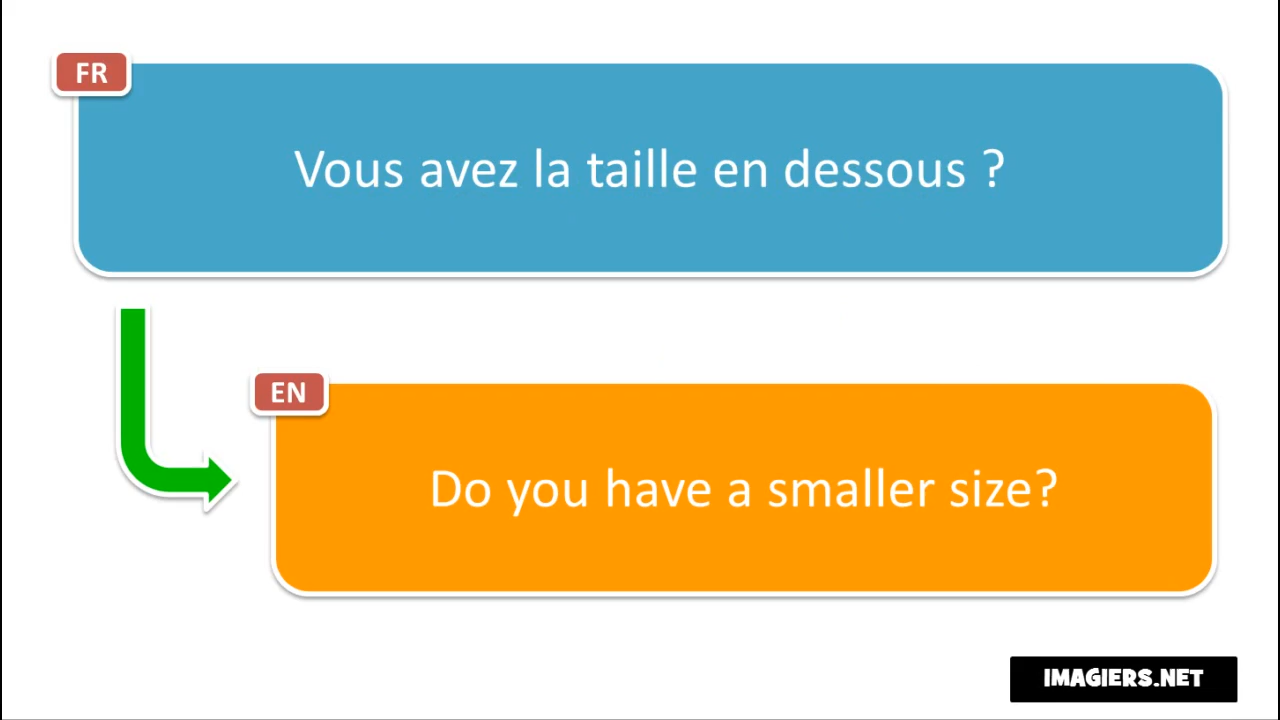 FR
Vous avez la taille en dessous ?
EN
Do you have a smaller size?
IMAGIERS.NET